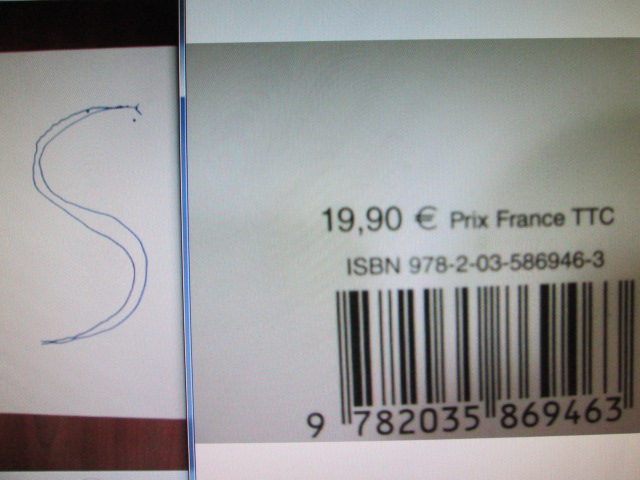 S
19,90 € Prix France TTC
ISBN 978-2-03-586946-3
9 782035 869463